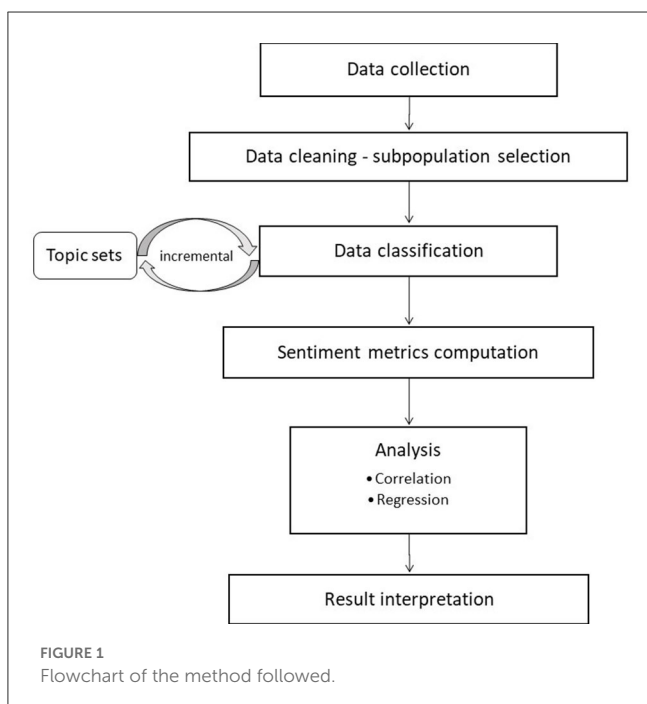 Data collection
Data cleaning - subpopulation selection
Topic sets
incremental
Data classification
Sentiment metrics computation
Analysis
• Correlation
• Regression
Result interpretation
FIGURE 1
Flowchart of the method followed.